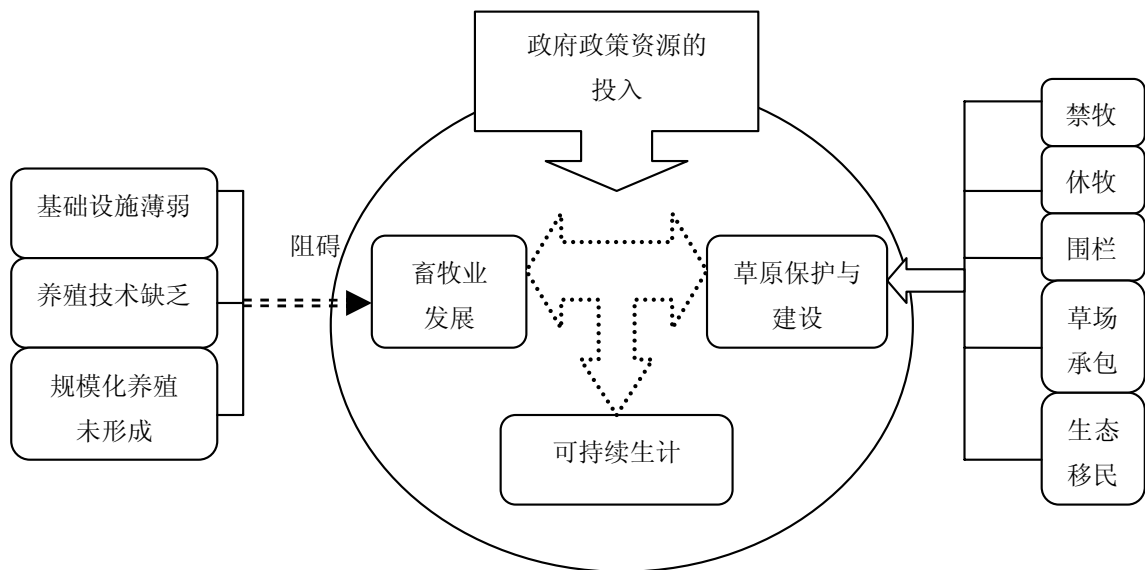 政府政策资源的
投入
基础设施薄弱
养殖技术缺乏
规模化养殖
未形成
阻碍
畜牧业
发展
草原保护与
建设
可持续生计
禁牧
休牧
围栏
草场
承包
生态
移民